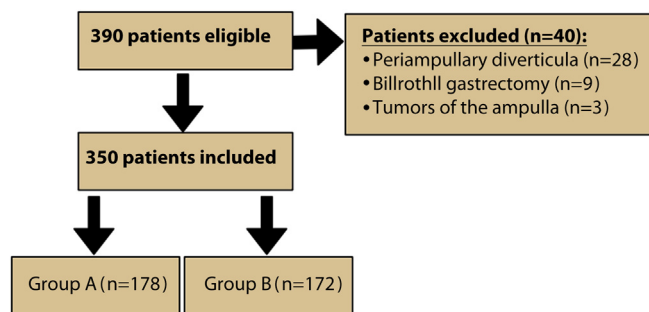 390 patients eligible
Patients excluded (n=40):
•Periampullary diverticula (n=28)
•Billrothll gastrectomy (n=9)
•Tumors of the ampulla (n=3)
350 patients included
Group A (n=178)
Group B (n=172)